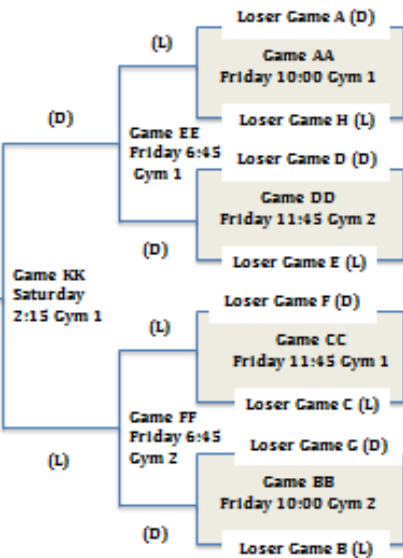 Loser Game A (D)
(L)
Game AA
Friday 10:00 Gym 1
(D)
Loser Game H (L)
Game EE
Friday 6:45
Gym 1
Loser Game D (D)
Game DD
Friday 11:45 Gym 2
(D)
Loser Game E (L)
Game KK
Saturday
2:15 Gym 1
Loser Game F (D)
(L)
Game CC
Friday 11:45 Gym 1
Loser Game C (L)
Game FF
Friday 6:45
Gym 2
Loser Game G (D)
(L)
Game BB
Friday 10:00 Gym 2
(D)
Loser Game B (L)